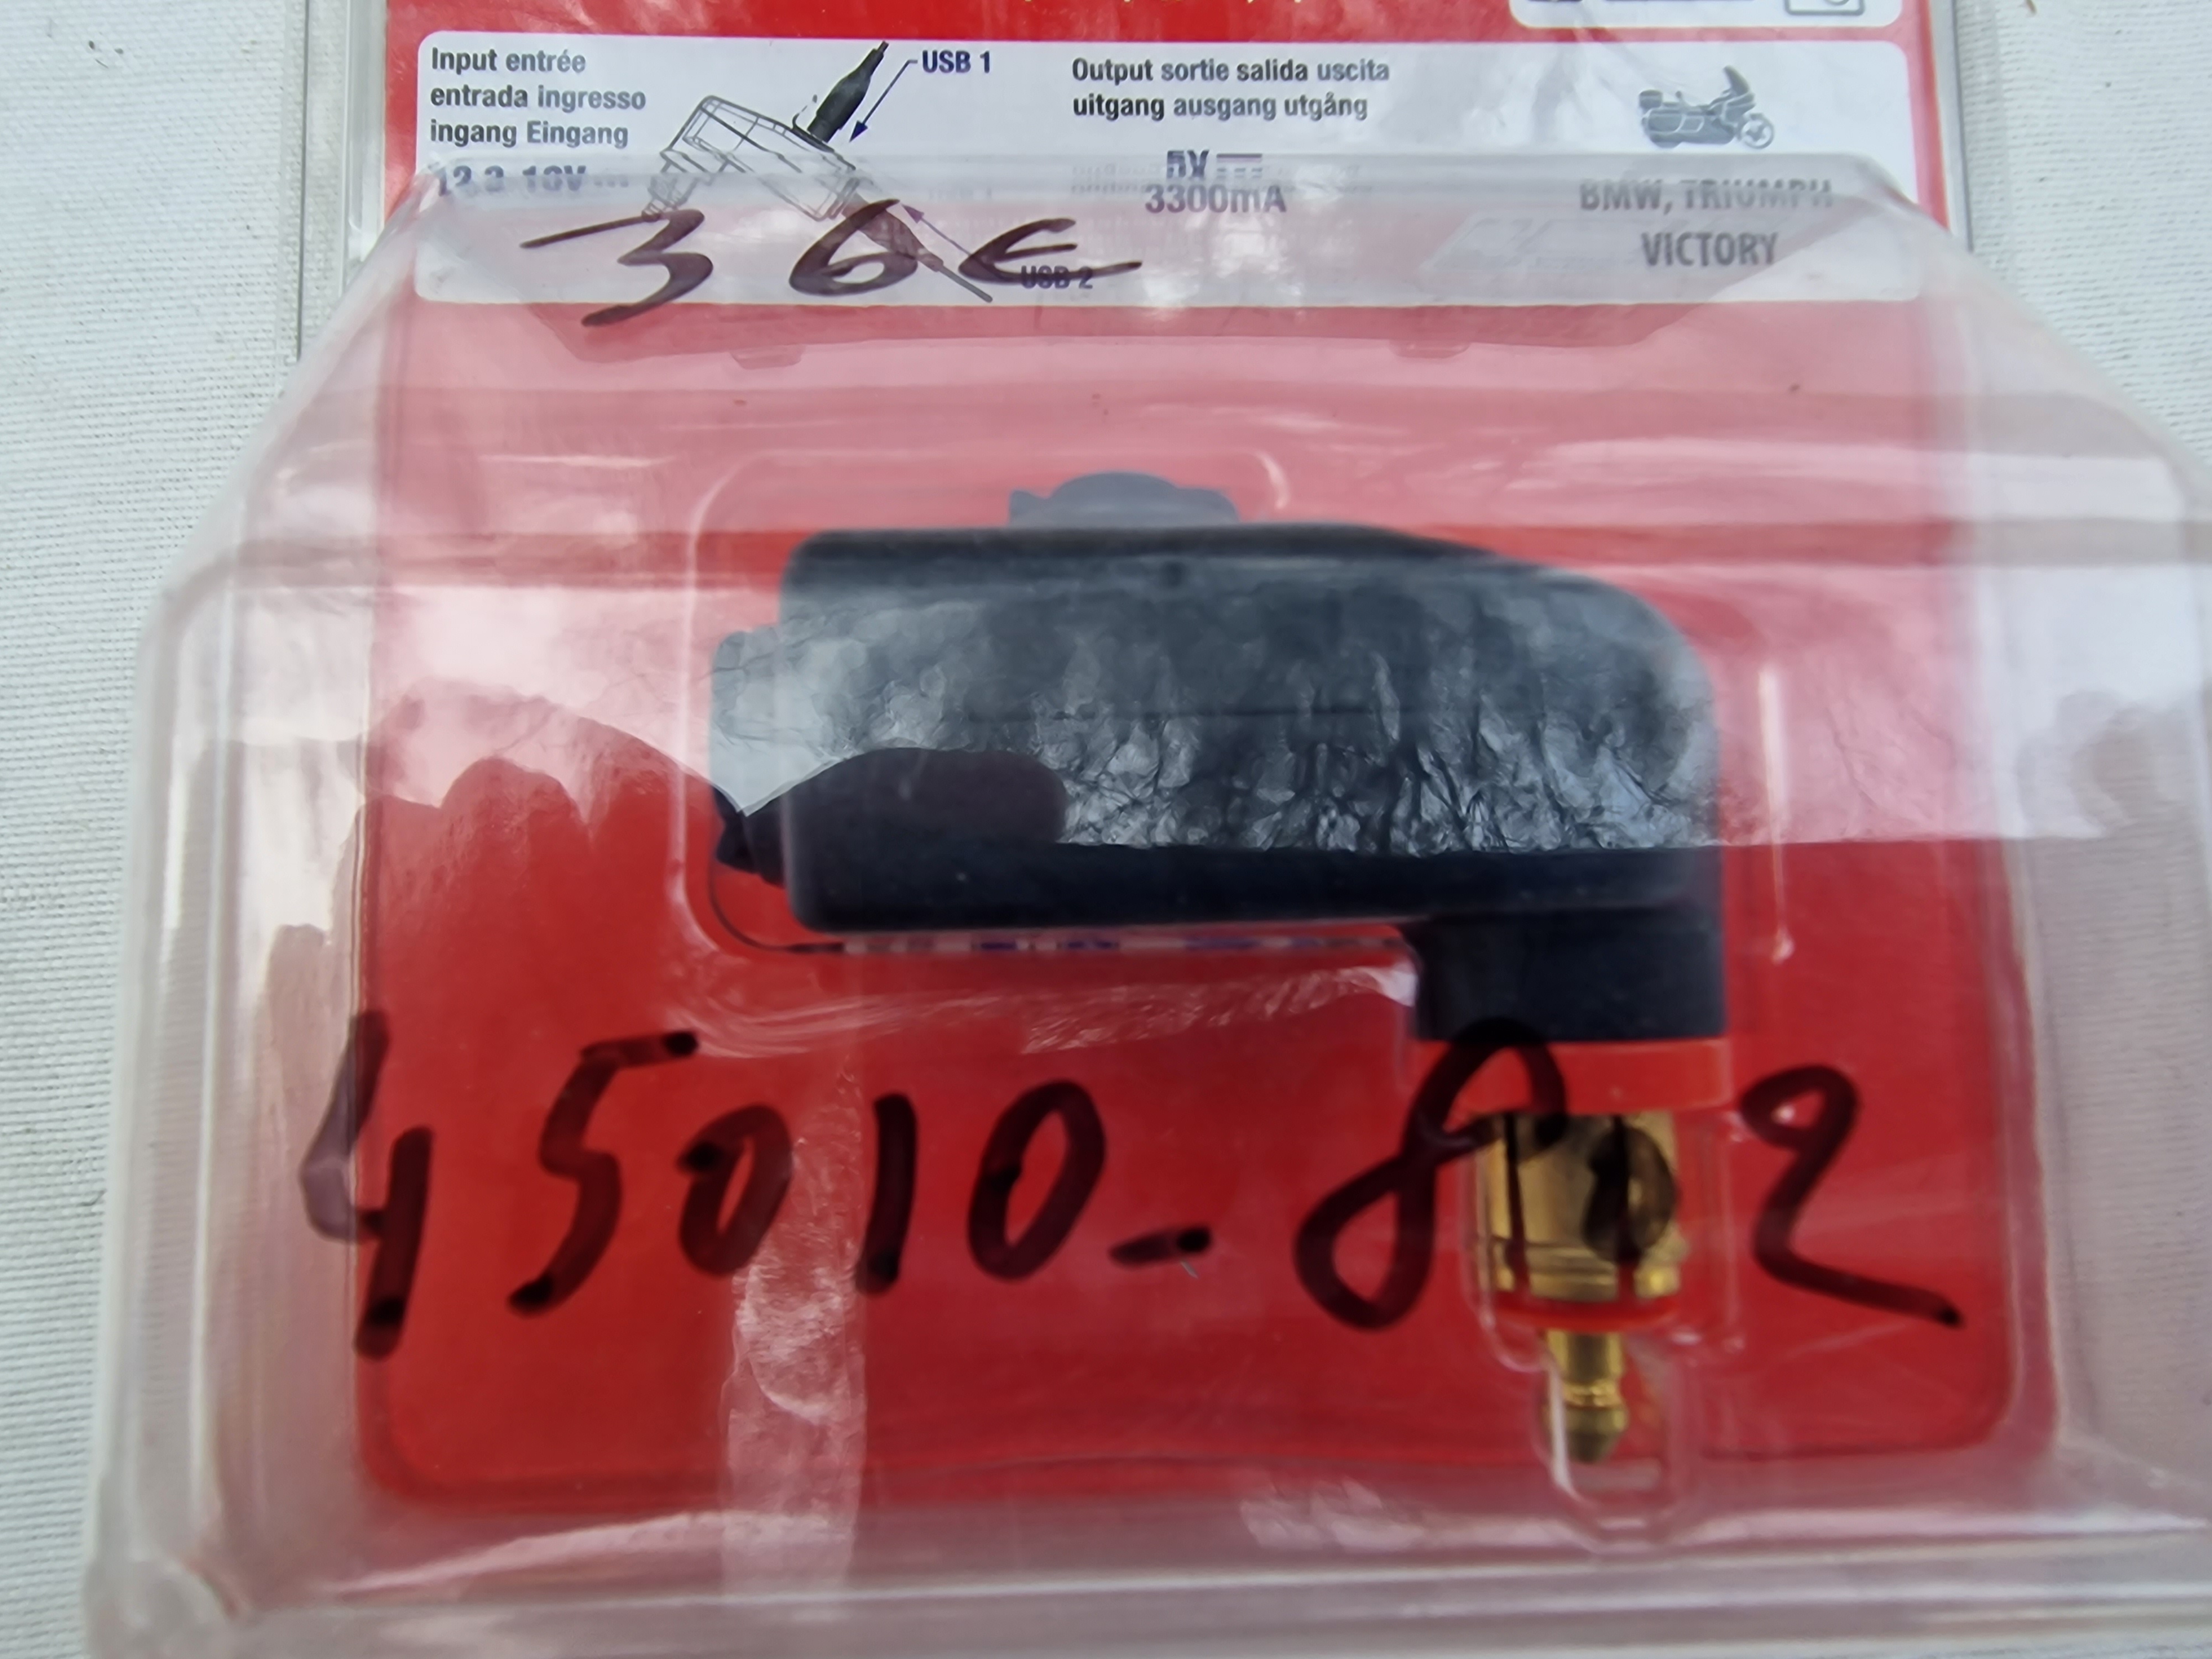 Input entrée
entrada ingresso
ingang Eingang
USB 1
Output sortie salida uscita
uitgang ausgang utgång
5V
3300mA
BMW, TRIUMPH
VICTORY
36€
USB 2
45010-802